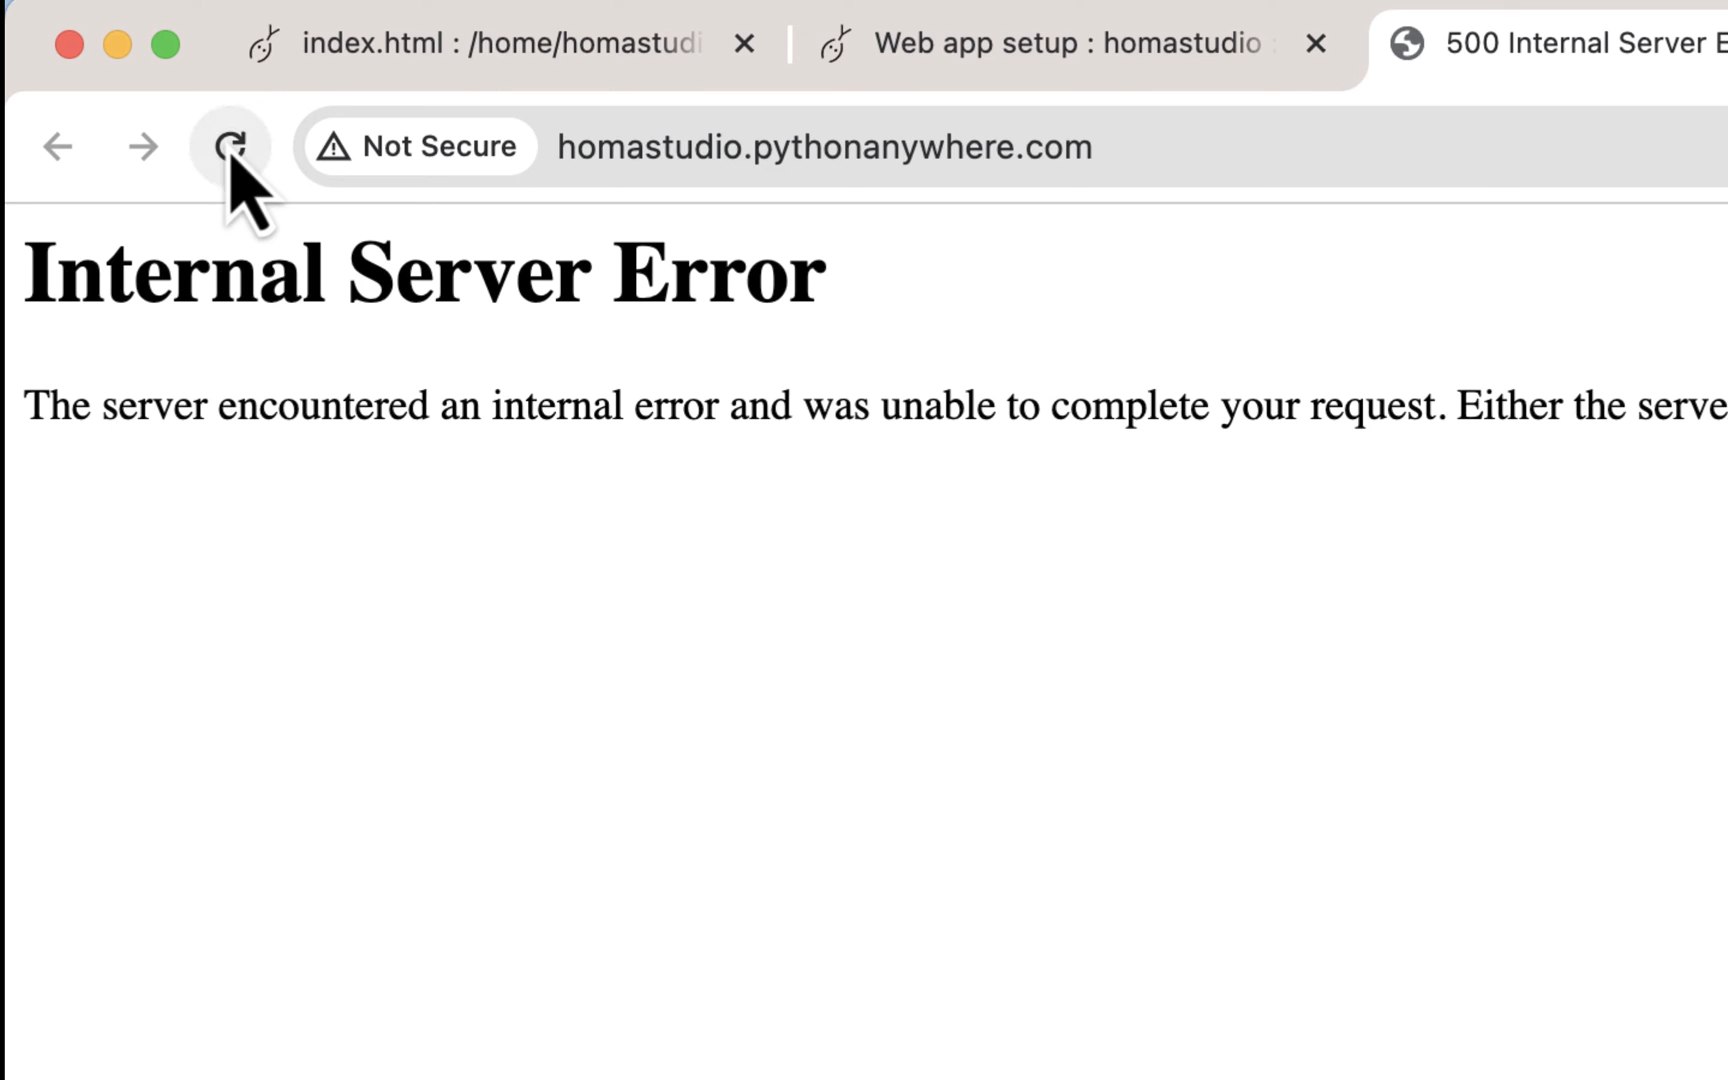 index.html : /home/homastudi
Web app setup : homastudio
500 Internal Server E
Not Secure
homastudio.pythonanywhere.com
Internal Server Error
The server encountered an internal error and was unable to complete your request. Either the serve